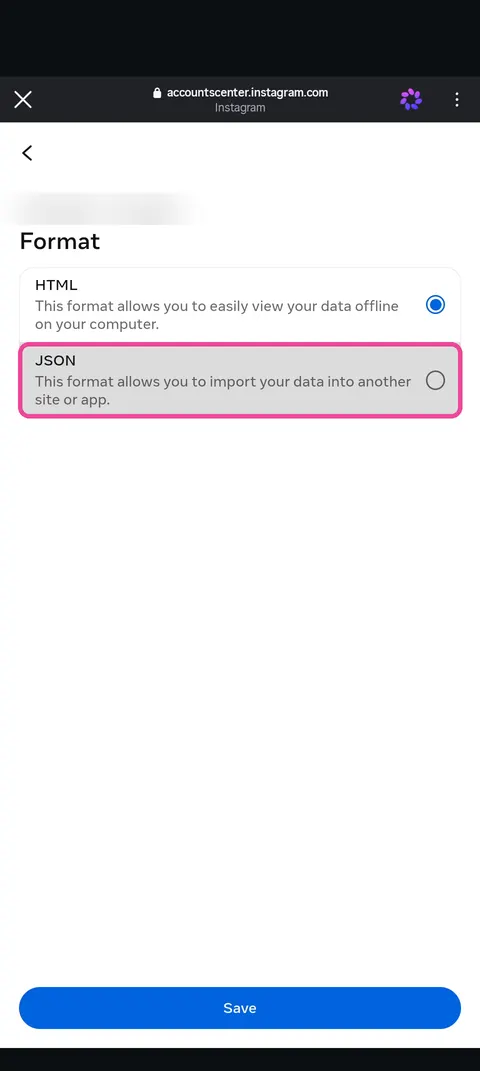 accountscenter.instagram.com
Instagram
Format
HTML
This format allows you to easily view your data offline
on your computer.
JSON
This format allows you to import your data into another
site or app.
Save